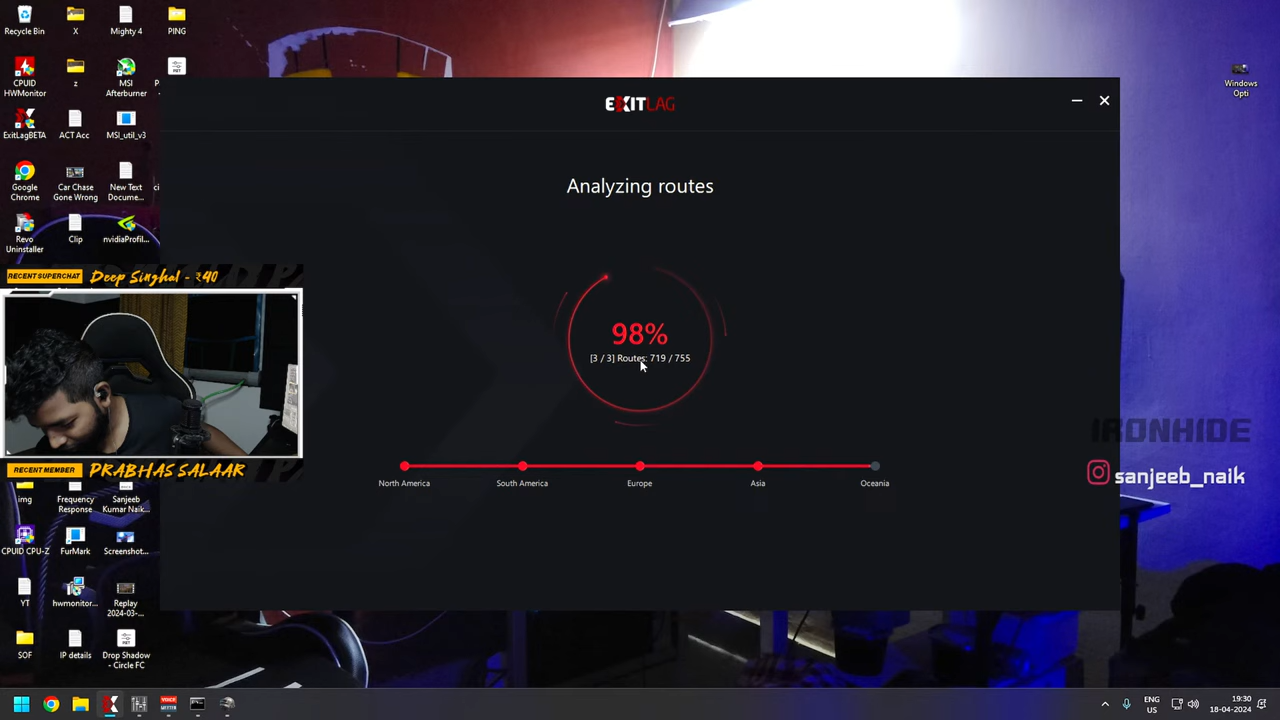 Recycle Bin
X
Mighty 4
PING
CPUID
HWMonitor
z
MSI
Afterburner
ExitLagBETA
ACT Acc
MSI_util_v3
Google
Chrome
Car Chase
Gone Wrong
New Text
Docume...
Revo
Uninstaller
Clip
nvidiaProfil...
Windows
Opti
EXITLAG
Analyzing routes
98%
[3 / 3] Routes: 719 / 755
North America
South America
Europe
Asia
Oceania
RECENT SUPERCHAT
Deep Singhal - ₹40
RECENT MEMBER
PRABHAS SALAAR
IRONHIDE
sanjeeb_naik
img
Frequency
Response
Sanjeeb
Kumar Naik...
CPUID CPU-Z
FurMark
Screenshot...
YT
hwmonitor...
Replay
2024-03-...
SOF
IP details
Drop Shadow
- Circle FC
ENG
US
19:30
18-04-2024